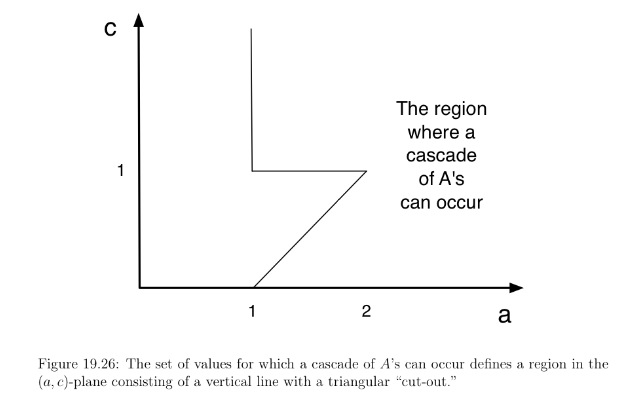 c
The region
where a
cascade
of A's
can occur
1
1 2
a
Figure 19.26: The set of values for which a cascade of A's can occur defines a region in the
(a, c)-plane consisting of a vertical line with a triangular “cut-out.”